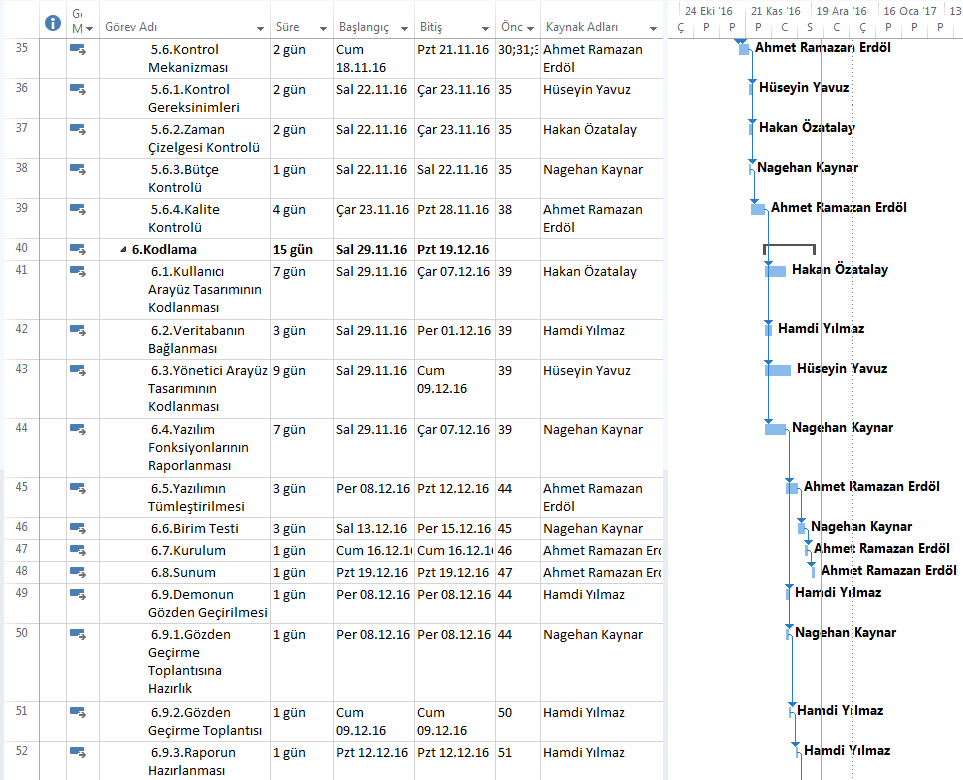 Gö
M
Görev Adı
Süre
Başlangıç
Bitiş
Önc
Kaynak Adları
24 Eki '16
21 Kas '16
19 Ara '16
16 Oca '17
13
Ç P P C S Ç P P
35
5.6.Kontrol
Mekanizması
2 gün
Cum
18.11.16
Pzt 21.11.16
30;31;3
Ahmet Ramazan
Erdöl
Ahmet Ramazan Erdöl
36
5.6.1.Kontrol
Gereksinimleri
2 gün
Sal 22.11.16
Çar 23.11.16
35
Hüseyin Yavuz
Hüseyin Yavuz
37
5.6.2.Zaman
Çizelgesi Kontrolü
2 gün
Sal 22.11.16
Çar 23.11.16
35
Hakan Özatalay
Hakan Özatalay
38
5.6.3.Bütçe
Kontrolü
1 gün
Sal 22.11.16
Sal 22.11.16
35
Nagehan Kaynar
Nagehan Kaynar
39
5.6.4.Kalite
Kontrolü
4 gün
Çar 23.11.16
Pzt 28.11.16
38
Ahmet Ramazan
Erdöl
Ahmet Ramazan Erdöl
40
6.Kodlama
15 gün
Sal 29.11.16
Pzt 19.12.16
41
6.1.Kullanıcı
Arayüz Tasarımının
Kodlanması
7 gün
Sal 29.11.16
Çar 07.12.16
39
Hakan Özatalay
Hakan Özatalay
42
6.2.Veritabanın
Bağlanması
3 gün
Sal 29.11.16
Per 01.12.16
39
Hamdi Yılmaz
Hamdi Yılmaz
43
6.3.Yönetici Arayüz
Tasarımının
Kodlanması
9 gün
Sal 29.11.16
Cum
09.12.16
39
Hüseyin Yavuz
Hüseyin Yavuz
44
6.4.Yazılım
Fonksiyonlarının
Raporlanması
7 gün
Sal 29.11.16
Çar 07.12.16
39
Nagehan Kaynar
Nagehan Kaynar
45
6.5.Yazılımın
Tümleştirilmesi
3 gün
Per 08.12.16
Pzt 12.12.16
44
Ahmet Ramazan
Erdöl
Ahmet Ramazan Erdöl
46
6.6.Birim Testi
3 gün
Sal 13.12.16
Per 15.12.16
45
Nagehan Kaynar
Nagehan Kaynar
47
6.7.Kurulum
1 gün
Cum 16.12.1
Cum 16.12.1
46
Ahmet Ramazan Erd
Ahmet Ramazan Erdöl
48
6.8.Sunum
1 gün
Pzt 19.12.16
Pzt 19.12.16
47
Ahmet Ramazan Erd
Ahmet Ramazan Erdöl
49
6.9.Demonun
Gözden Geçirilmesi
1 gün
Per 08.12.16
Per 08.12.16
44
Hamdi Yılmaz
Hamdi Yılmaz
50
6.9.1.Gözden
Geçirme
Toplantısına
Hazırlık
1 gün
Per 08.12.16
Per 08.12.16
44
Nagehan Kaynar
Nagehan Kaynar
51
6.9.2.Gözden
Geçirme Toplantısı
1 gün
Cum
09.12.16
Cum
09.12.16
50
Hamdi Yılmaz
Hamdi Yılmaz
52
6.9.3.Raporun
Hazırlanması
1 gün
Pzt 12.12.16
Pzt 12.12.16
51
Hamdi Yılmaz
Hamdi Yılmaz